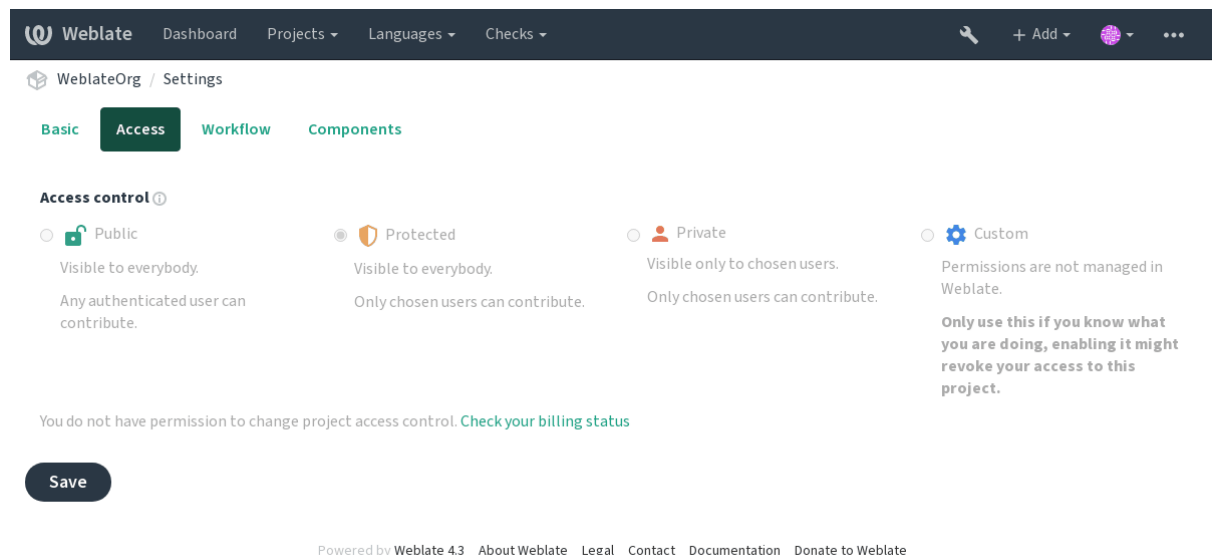 Weblate Dashboard Projects Languages Checks + Add
WeblateOrg / Settings
Basic Access Workflow Components
Access control
Public
Visible to everybody.
Any authenticated user can
contribute.
Protected
Visible to everybody.
Only chosen users can contribute.
Private
Visible only to chosen users.
Only chosen users can contribute.
Custom
Permissions are not managed in
Weblate.
Only use this if you know what
you are doing, enabling it might
revoke your access to this
project.
You do not have permission to change project access control. Check your billing status
Save
Powered by Weblate 4.3 About Weblate Legal Contact Documentation Donate to Weblate